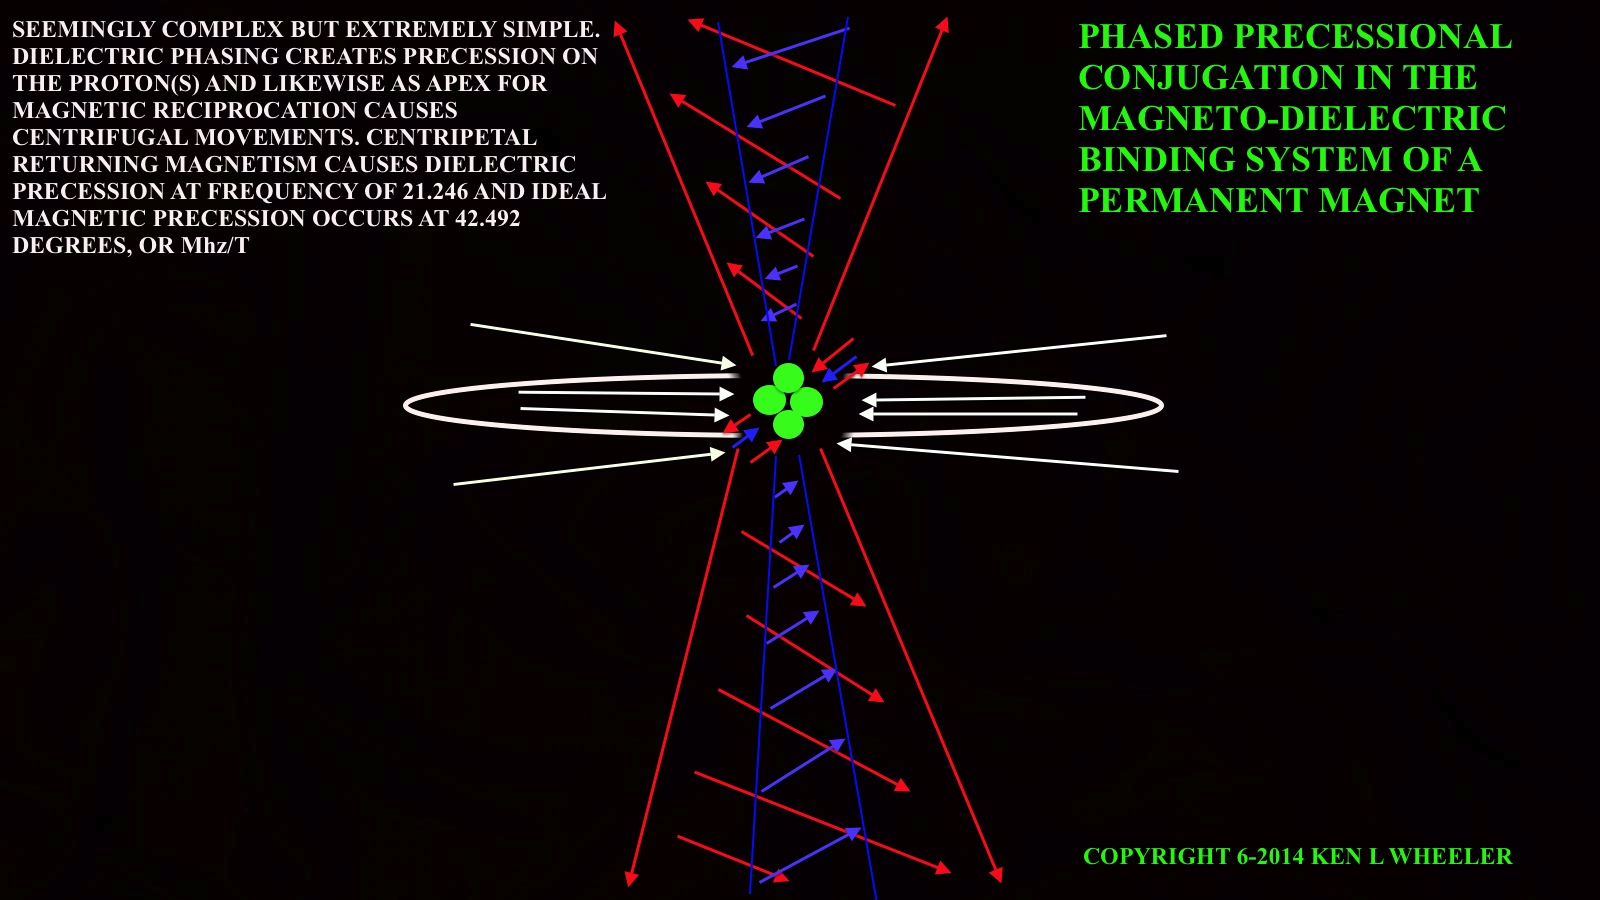 SEEMINGLY COMPLEX BUT EXTREMELY SIMPLE.
DIELECTRIC PHASING CREATES PRECESSION ON
THE PROTON(S) AND LIKEWISE AS APEX FOR
MAGNETIC RECIPROCATION CAUSES
CENTRIFUGAL MOVEMENTS. CENTRIPETAL
RETURNING MAGNETISM CAUSES DIELECTRIC
PRECESSION AT FREQUENCY OF 21.246 AND IDEAL
MAGNETIC PRECESSION OCCURS AT 42.492
DEGREES, OR Mhz/T
PHASED PRECESSIONAL
CONJUGATION IN THE
MAGNETO-DIELECTRIC
BINDING SYSTEM OF A
PERMANENT MAGNET
COPYRIGHT 6-2014 KEN L WHEELER